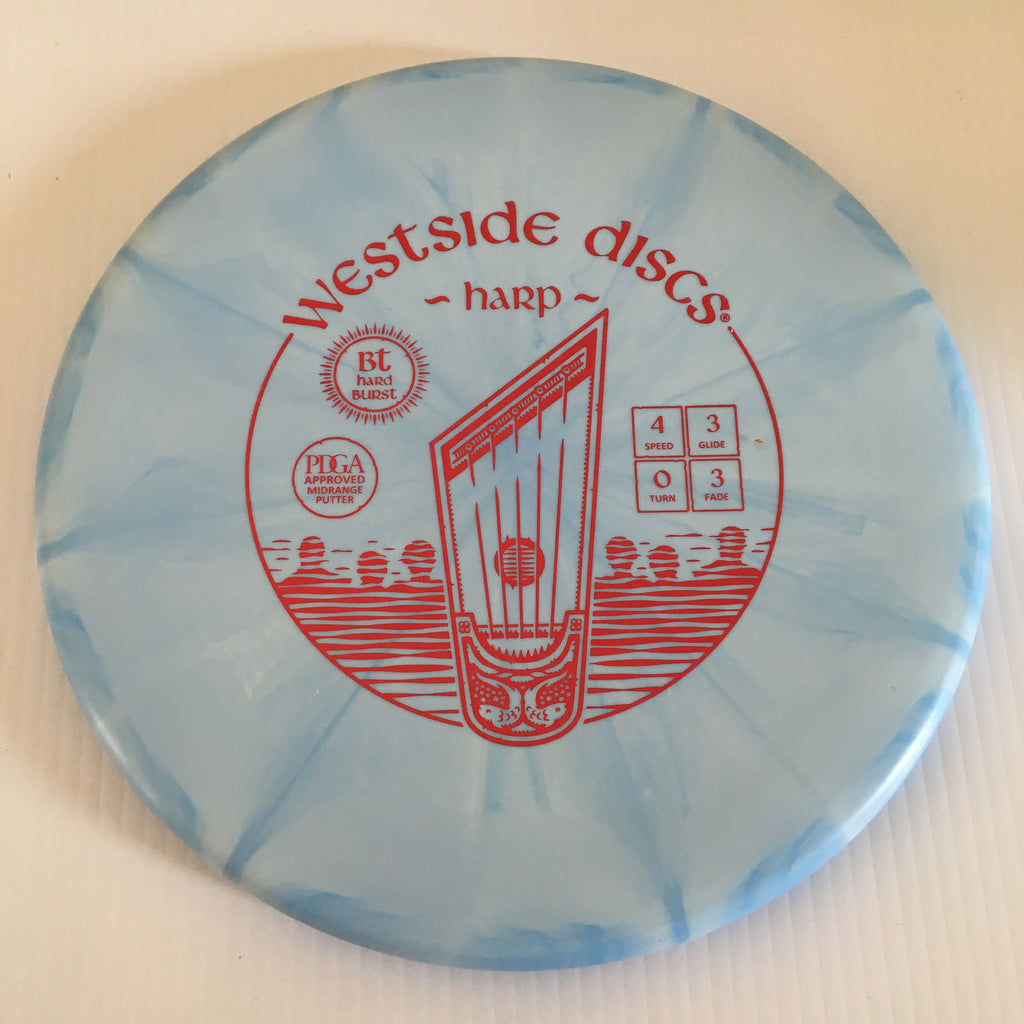 westside discs®
~ harp ~
Bt
hard
Burst
PDGA
APPROVED
MIDRANGE
PUTTER
4
SPEED
3
GLIDE
0
TURN
3
FADE